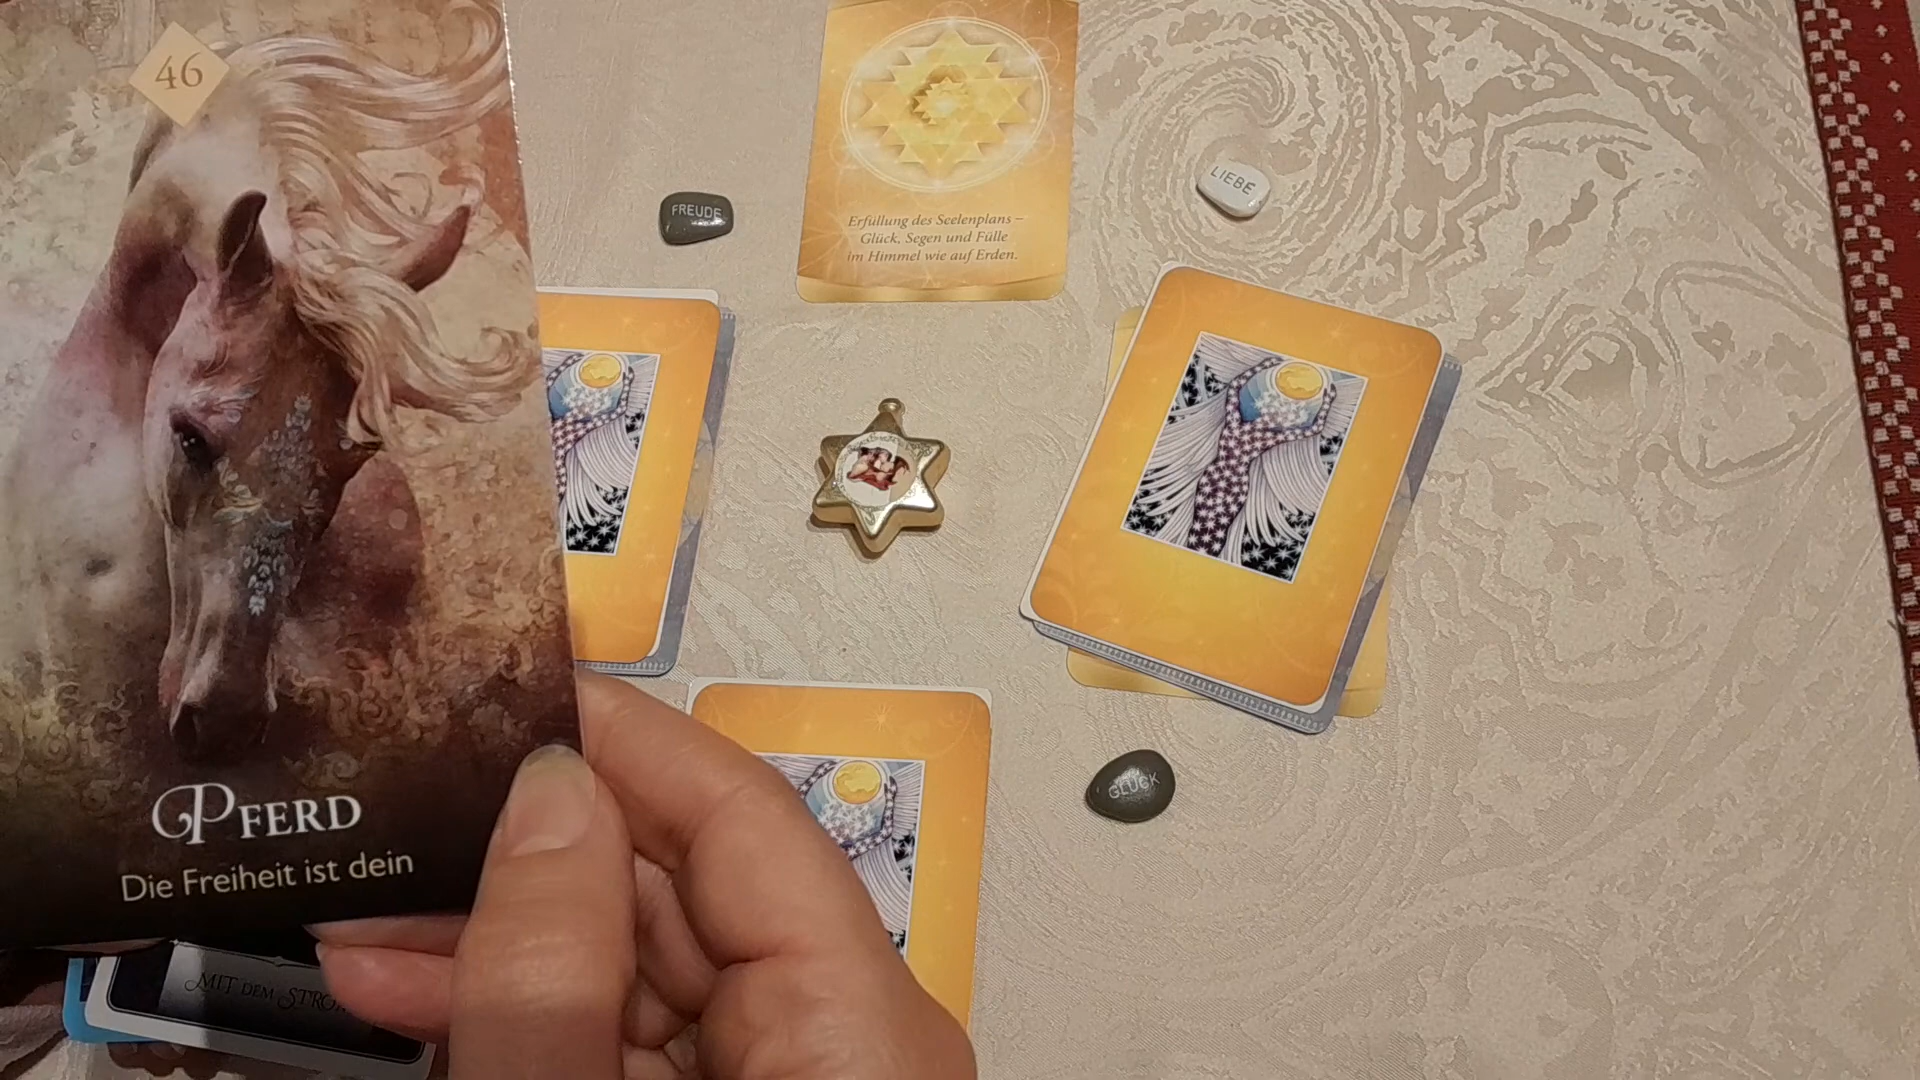 46
PFERD
Die Freiheit ist dein
FREUDE
Erfüllung des Seelenplans –
Glück, Segen und Fülle
im Himmel wie auf Erden.
LIEBE
GLÜCK
MIT DEM